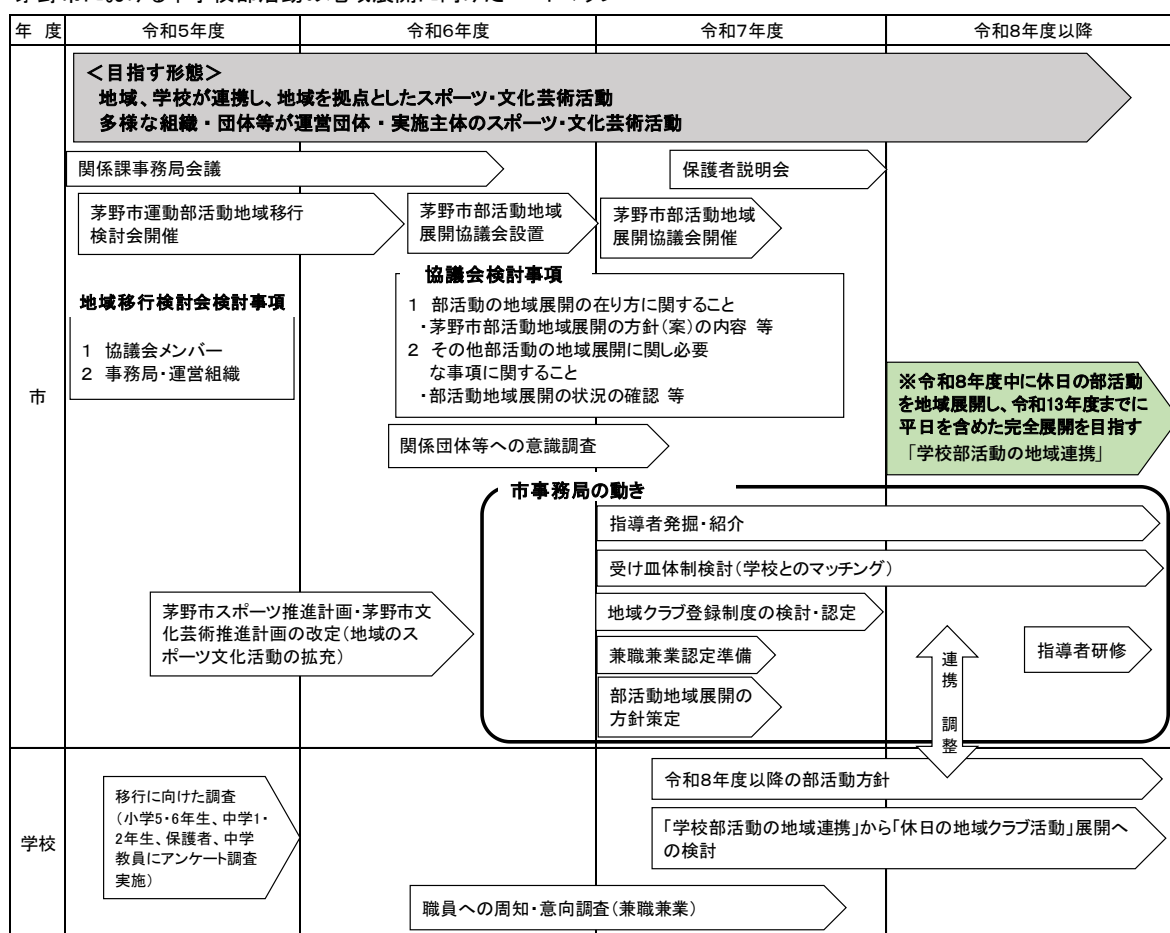 年 度
令和5年度
令和6年度
令和7年度
令和8年度以降
市
＜目指す形態＞
地域、学校が連携し、地域を拠点としたスポーツ・文化芸術活動
多様な組織・団体等が運営団体・実施主体のスポーツ・文化芸術活動
関係課事務局会議
保護者説明会
茅野市運動部活動地域移行
検討会開催
茅野市部活動地域
展開協議会設置
茅野市部活動地域
展開協議会開催
地域移行検討会検討事項
1 協議会メンバー
2 事務局・運営組織
協議会検討事項
1 部活動の地域展開の在り方に関すること
・茅野市部活動地域展開の方針（案）の内容 等
2 その他部活動の地域展開に関し必要
な事項に関すること
・部活動地域展開の状況の確認 等
※令和8年度中に休日の部活動
を地域展開し、令和13年度までに
平日を含めた完全展開を目指す
「学校部活動の地域連携」
関係団体等への意識調査
市事務局の動き
指導者発掘・紹介
受け皿体制検討（学校とのマッチング）
地域クラブ登録制度の検討・認定
兼職兼業認定準備
部活動地域展開の
方針策定
茅野市スポーツ推進計画・茅野市文
化芸術推進計画の改定（地域のス
ポーツ文化活動の拡充）
連携 調整
指導者研修
学校
移行に向けた調査
（小学5・6年生、中学1・
2年生、保護者、中学
教員にアンケート調査
実施）
令和8年度以降の部活動方針
「学校部活動の地域連携」から「休日の地域クラブ活動」展開へ
の検討
職員への周知・意向調査（兼職兼業）